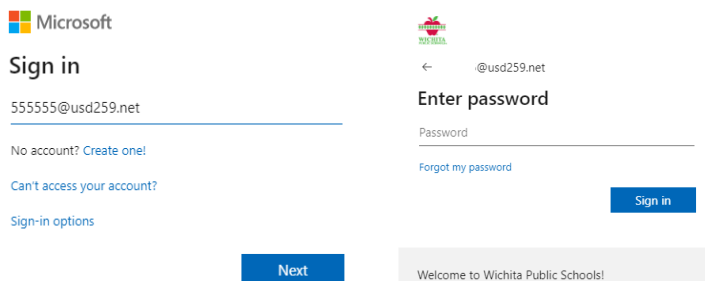 Microsoft
Sign in
555555@usd259.net
No account? Create one!
Can't access your account?
Sign-in options
Next
WICHITA
@usd259.net
Enter password
Password
Forgot my password
Sign in
Welcome to Wichita Public Schools!